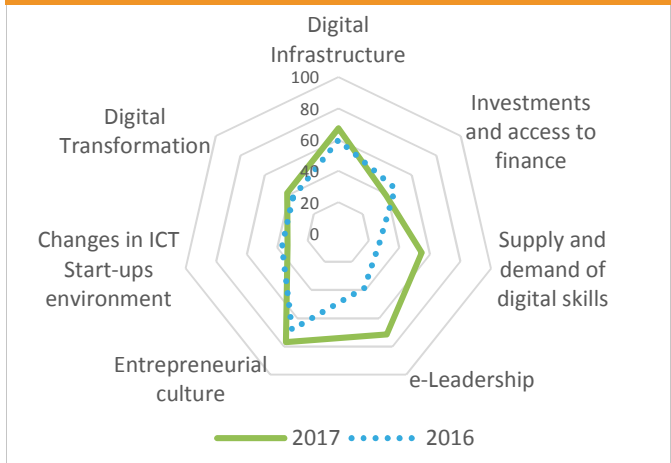 Digital
Infrastructure
100
80
60
40
20
0
Investments
and access to
finance
Supply and
demand of
digital skills
e-Leadership
Entrepreneurial
culture
Changes in ICT
Start-ups
environment
Digital
Transformation
2017
2016